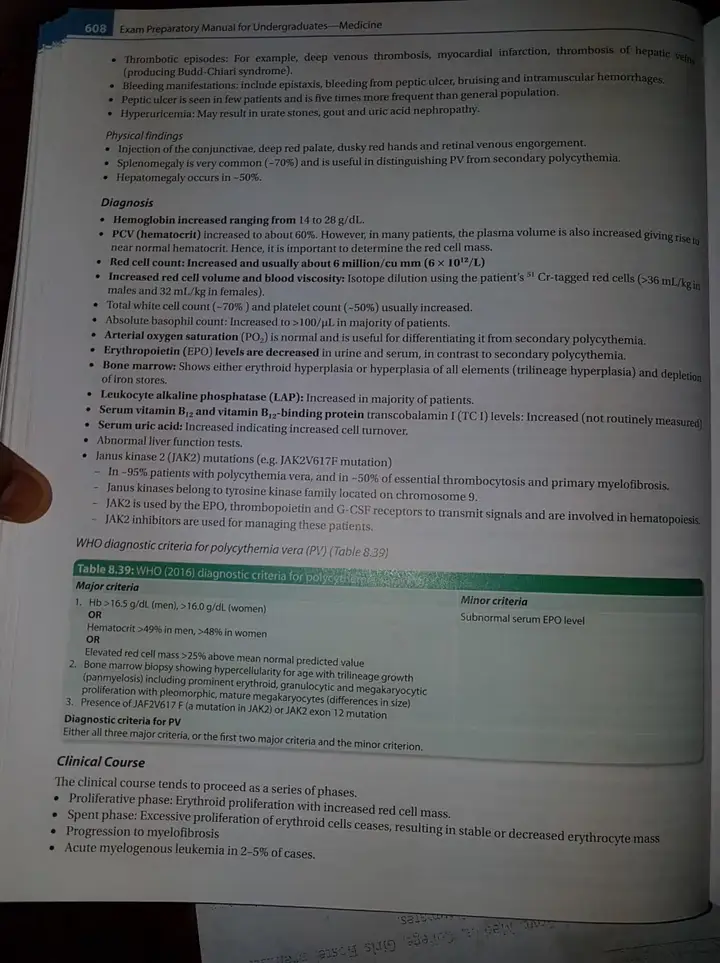 608 Exam Preparatory Manual for Undergraduates—Medicine
• Thrombotic episodes: For example, deep venous thrombosis, myocardial infarction, thrombosis of hepatic veins
(producing Budd-Chiari syndrome).
• Bleeding manifestations: include epistaxis, bleeding from peptic ulcer, bruising and intramuscular hemorrhages.
• Peptic ulcer is seen in few patients and is five times more frequent than general population.
• Hyperuricemia: May result in urate stones, gout and uric acid nephropathy.
Physical findings
• Injection of the conjunctivae, deep red palate, dusky red hands and retinal venous engorgement.
• Splenomegaly is very common (~70%) and is useful in distinguishing PV from secondary polycythemia.
• Hepatomegaly occurs in ~50%.
Diagnosis
• Hemoglobin increased ranging from 14 to 28 g/dL.
• PCV (hematocrit) increased to about 60%. However, in many patients, the plasma volume is also increased giving rise to
near normal hematocrit. Hence, it is important to determine the red cell mass.
• Red cell count: Increased and usually about 6 million/cu mm (6 × 10¹²/L)
• Increased red cell volume and blood viscosity: Isotope dilution using the patient's ⁵¹ Cr-tagged red cells (>36 mL/kg in
males and 32 mL/kg in females).
• Total white cell count (~70% ) and platelet count (~50%) usually increased.
• Absolute basophil count: Increased to >100/µL in majority of patients.
• Arterial oxygen saturation (PO₂) is normal and is useful for differentiating it from secondary polycythemia.
• Erythropoietin (EPO) levels are decreased in urine and serum, in contrast to secondary polycythemia.
• Bone marrow: Shows either erythroid hyperplasia or hyperplasia of all elements (trilineage hyperplasia) and depletion
of iron stores.
• Leukocyte alkaline phosphatase (LAP): Increased in majority of patients.
• Serum vitamin B₁₂ and vitamin B₁₂-binding protein transcobalamin I (TC I) levels: Increased (not routinely measured)
• Serum uric acid: Increased indicating increased cell turnover.
• Abnormal liver function tests.
• Janus kinase 2 (JAK2) mutations (e.g. JAK2V617F mutation)
– In ~95% patients with polycythemia vera, and in ~50% of essential thrombocytosis and primary myelofibrosis.
– Janus kinases belong to tyrosine kinase family located on chromosome 9.
– JAK2 is used by the EPO, thrombopoietin and G-CSF receptors to transmit signals and are involved in hematopoiesis.
– JAK2 inhibitors are used for managing these patients.
WHO diagnostic criteria for polycythemia vera (PV) (Table 8.39)
Table 8.39: WHO (2016) diagnostic criteria for polycythemia
Major criteria
1. Hb >16.5 g/dL (men), >16.0 g/dL (women)
OR
Hematocrit >49% in men, >48% in women
OR
Elevated red cell mass >25% above mean normal predicted value
2. Bone marrow biopsy showing hypercellularity for age with trilineage growth
(panmyelosis) including prominent erythroid, granulocytic and megakaryocytic
proliferation with pleomorphic, mature megakaryocytes (differences in size)
3. Presence of JAF2V617 F (a mutation in JAK2) or JAK2 exon 12 mutation
Minor criteria
Subnormal serum EPO level
Diagnostic criteria for PV
Either all three major criteria, or the first two major criteria and the minor criterion.
Clinical Course
The clinical course tends to proceed as a series of phases.
• Proliferative phase: Erythroid proliferation with increased red cell mass.
• Spent phase: Excessive proliferation of erythroid cells ceases, resulting in stable or decreased erythrocyte mass
• Progression to myelofibrosis
• Acute myelogenous leukemia in 2–5% of cases.